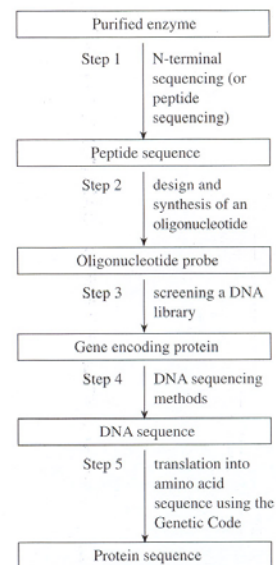 Purified enzyme
Step 1
N-terminal
sequencing (or
peptide
sequencing)
Peptide sequence
Step 2
design and
synthesis of an
oligonucleotide
Oligonucleotide probe
Step 3
screening a DNA
library
Gene encoding protein
Step 4
DNA sequencing
methods
DNA sequence
Step 5
translation into
amino acid
sequence using the
Genetic Code
Protein sequence